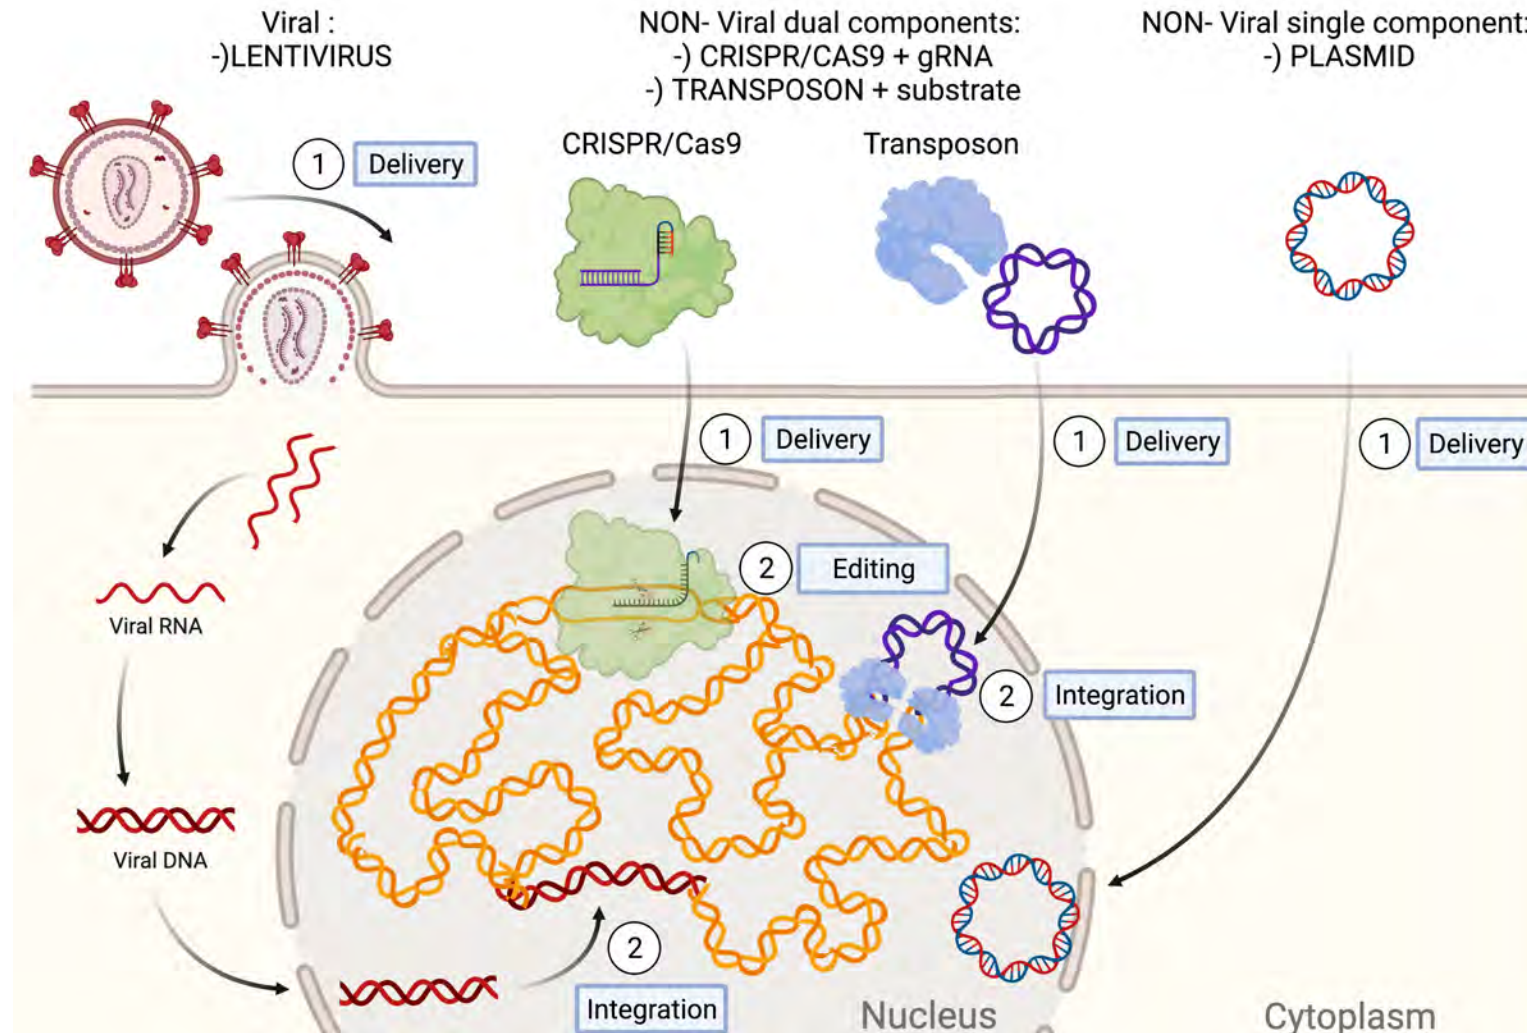 Viral :
-)LENTIVIRUS
NON- Viral dual components:
-) CRISPR/CAS9 + gRNA
-) TRANSPOSON + substrate
NON- Viral single component:
-) PLASMID
CRISPR/Cas9
Transposon
1 Delivery
1 Delivery
1 Delivery
1 Delivery
2 Editing
Viral RNA
2 Integration
Viral DNA
2
Integration
Nucleus
Cytoplasm